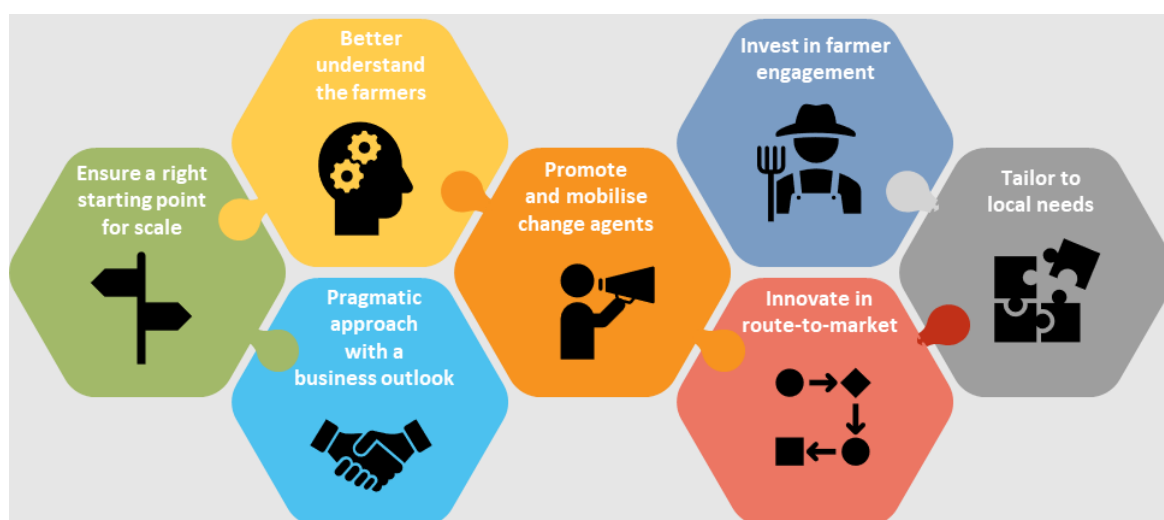 Ensure a right
starting point
for scale
Better
understand
the farmers
Pragmatic
approach
with a
business outlook
Promote
and mobilise
change agents
Invest in farmer
engagement
Innovate in
route-to-market
Tailor to
local needs